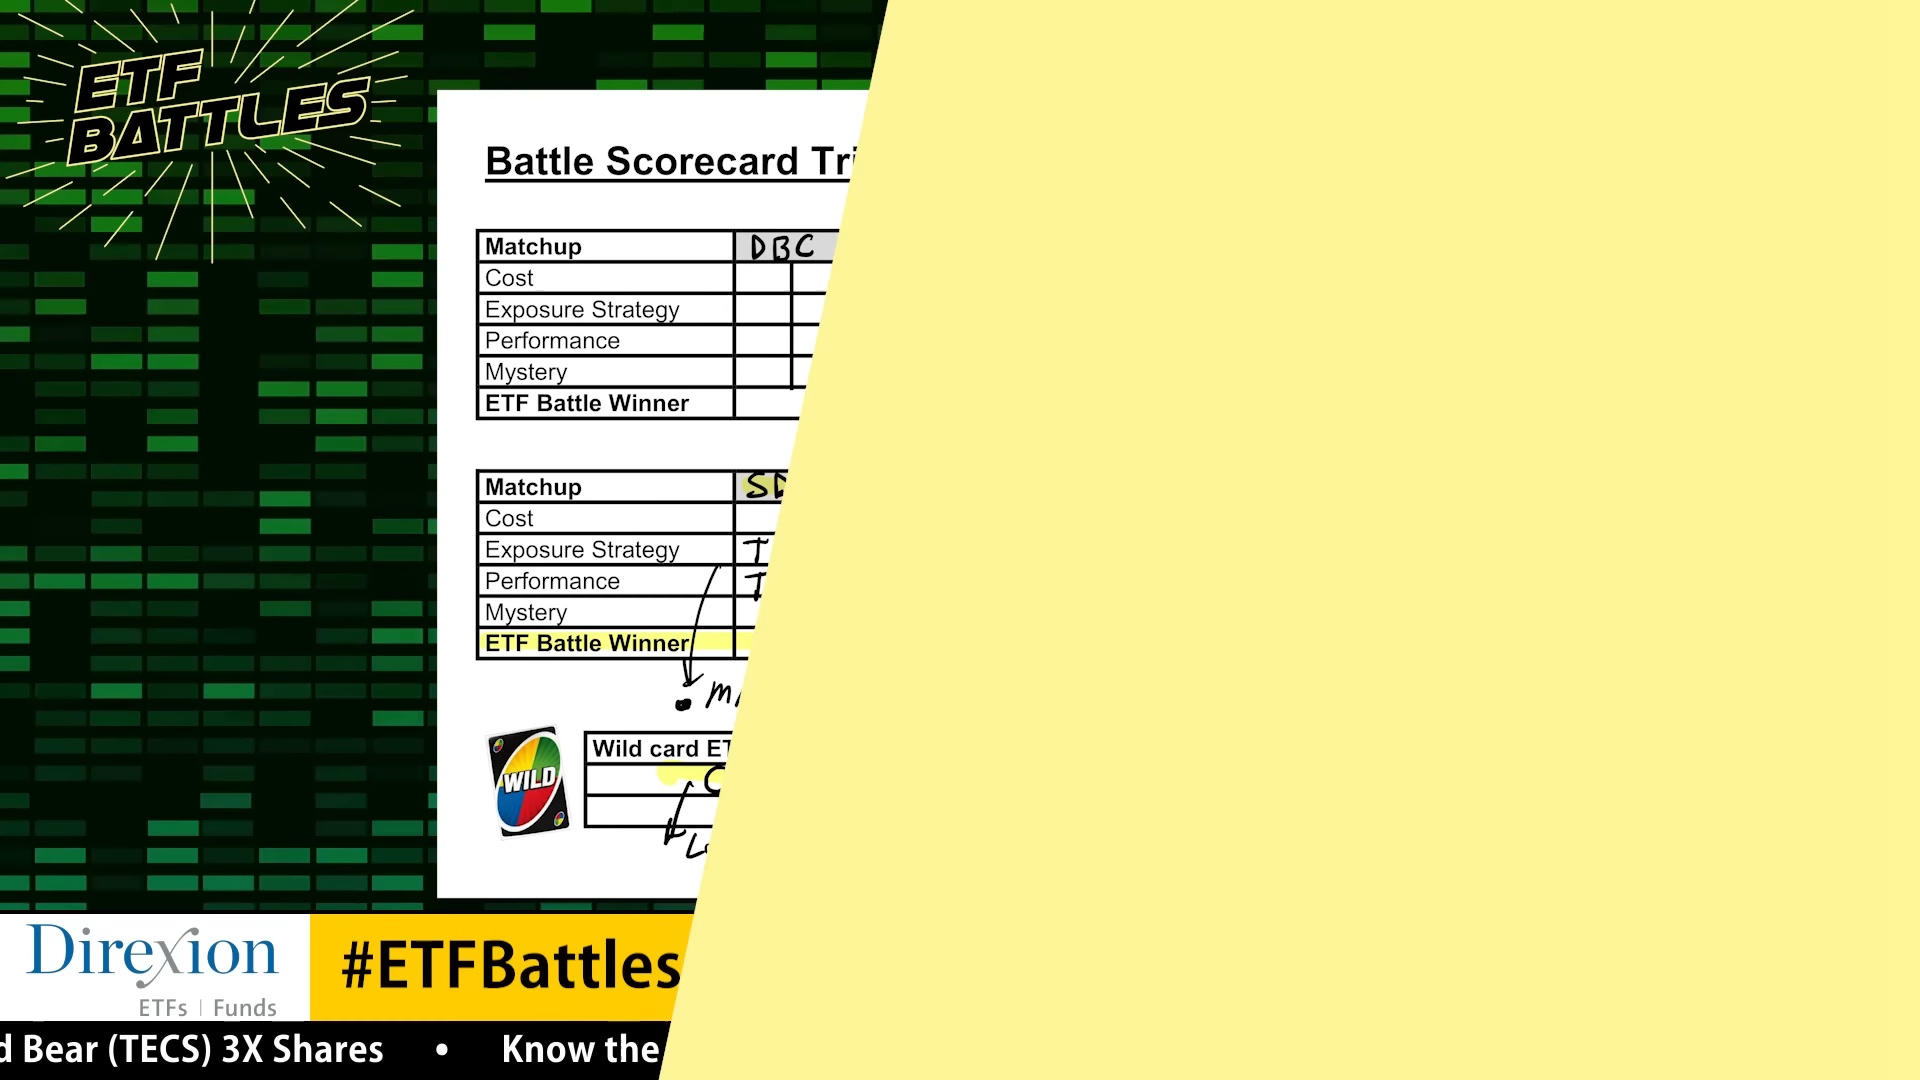 ETF
BATTLES
Battle Scorecard
Matchup DBC
Cost
Exposure Strategy
Performance
Mystery
ETF Battle Winner
Matchup
Cost
Exposure Strategy T
Performance T
Mystery
ETF Battle Winner
WILD
Wild card
Direxion
ETFs | Funds
#ETFBattles
Bear (TECS) 3X Shares • Know the